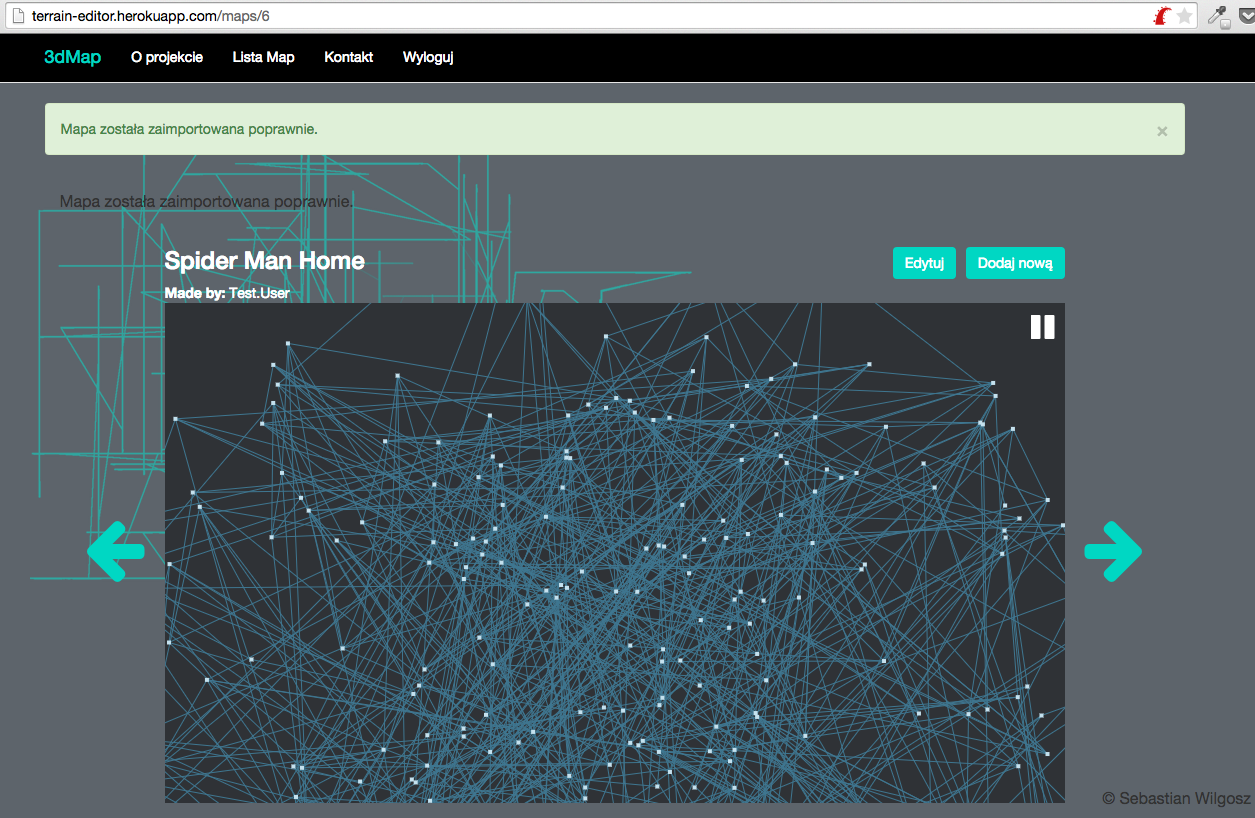 terrain-editor.herokuapp.com/maps/6
3dMap O projekcie Lista Map Kontakt Wyloguj
Mapa została zaimportowana poprawnie. ×
Mapa została zaimportowana poprawnie.
Spider Man Home Edytuj Dodaj nową
Made by: Test.User
© Sebastian Wilgosz